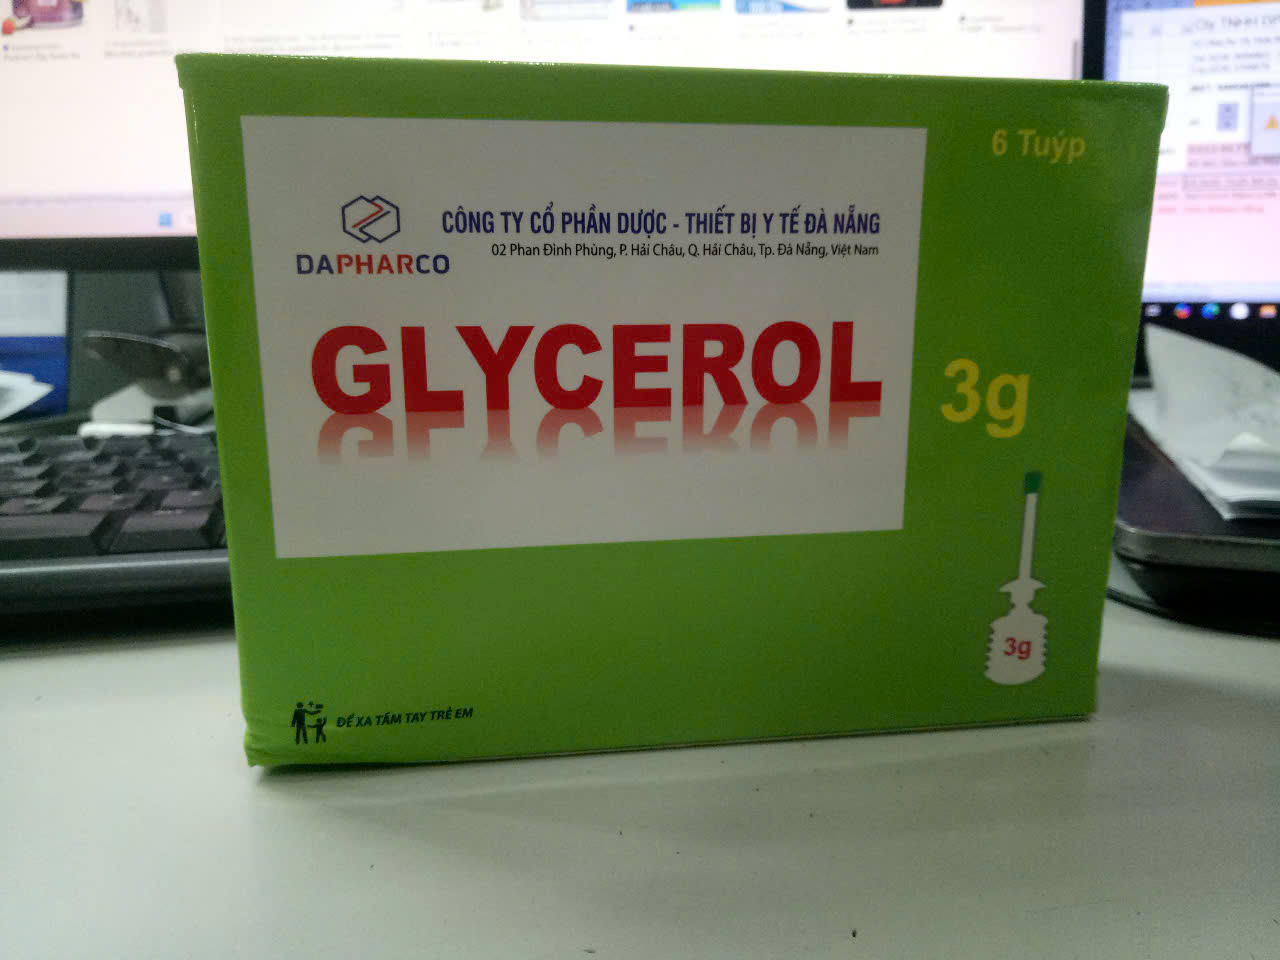 6 Tuýp
CÔNG TY CỔ PHẦN DƯỢC - THIẾT BỊ Y TẾ ĐÀ NẴNG
02 Phan Đình Phùng, P. Hải Châu, Q. Hải Châu, Tp. Đà Nẵng, Việt Nam
DAPHARCO
GLYCEROL
3g
3g
ĐỂ XA TẦM TAY TRẺ EM